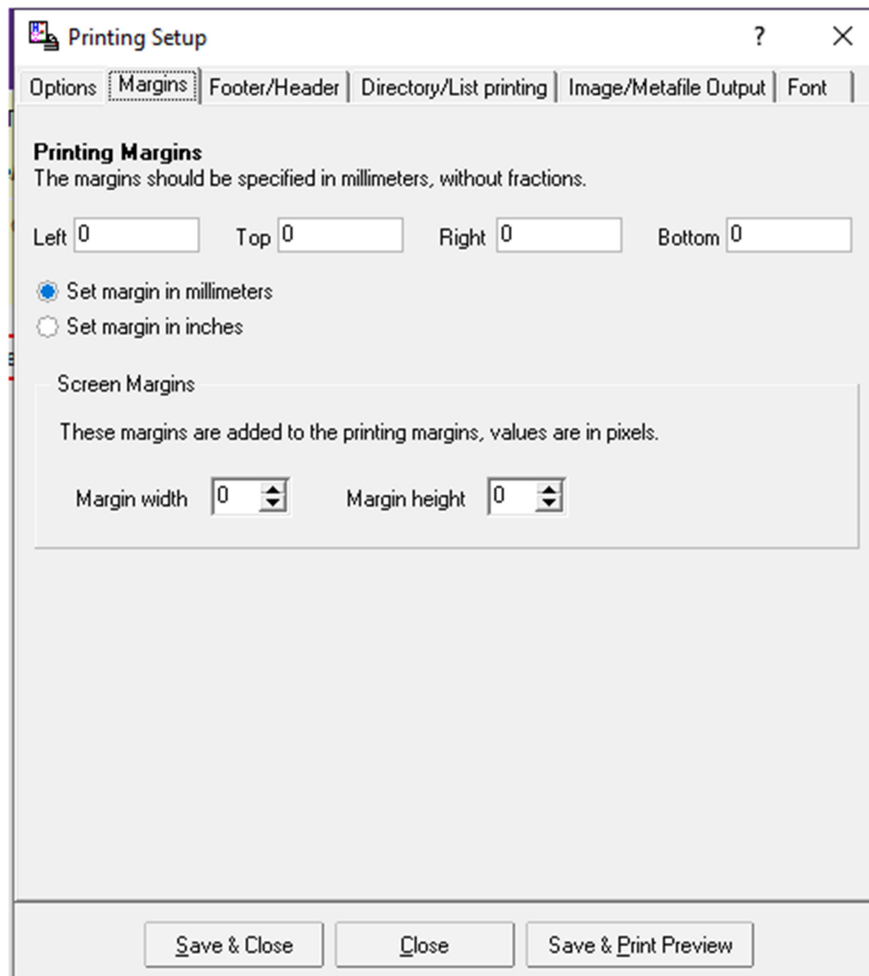 Printing Setup ?
Options Margins Footer/Header Directory/List printing Image/Metafile Output Font
Printing Margins
The margins should be specified in millimeters, without fractions.
Left 0 Top 0 Right 0 Bottom 0
Set margin in millimeters
Set margin in inches
Screen Margins
These margins are added to the printing margins, values are in pixels.
Margin width 0 Margin height 0
Save & Close Close Save & Print Preview